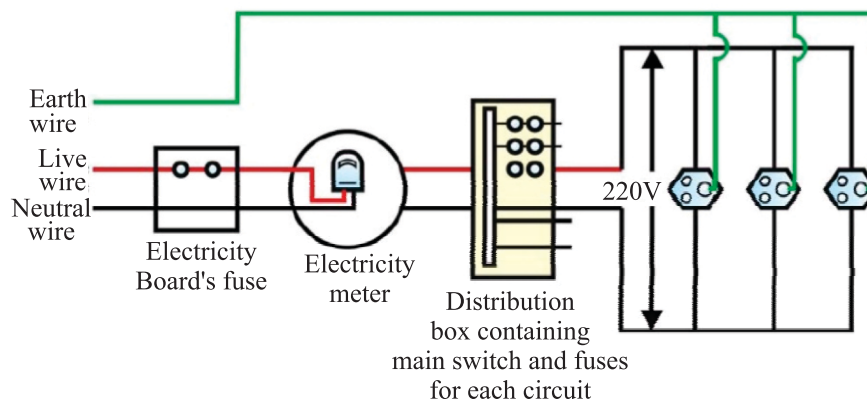 Earth
wire
Live
wire
Neutral
wire
Electricity
Board's fuse
Electricity
meter
Distribution
box containing
main switch and fuses
for each circuit
220V